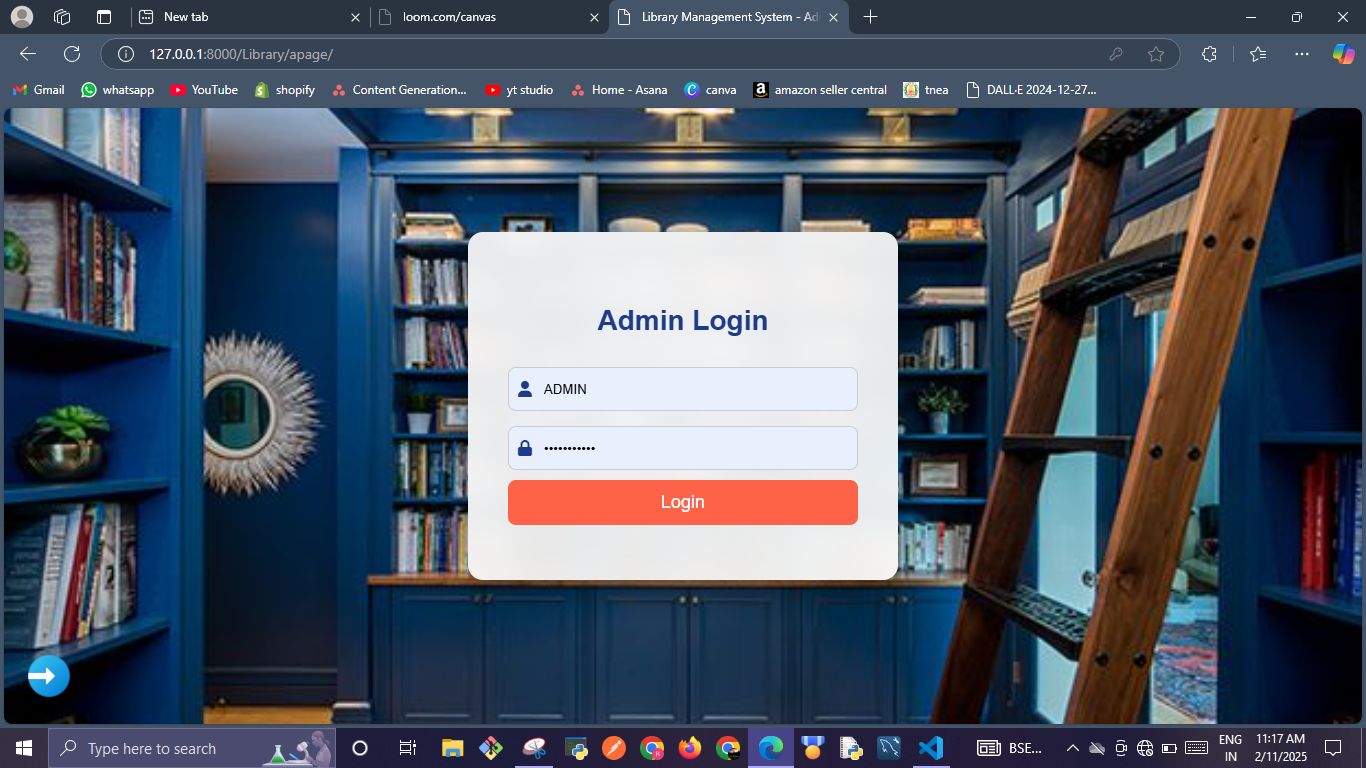 New tab
loom.com/canvas
Library Management System - Ad
127.0.0.1:8000/Library/apage/
Gmail
whatsapp
YouTube
shopify
Content Generation...
yt studio
Home - Asana
canva
amazon seller central
tnea
DALL·E 2024-12-27...
Admin Login
ADMIN
•••••••••••
Login
Type here to search
BSE...
ENG
IN
11:17 AM
2/11/2025